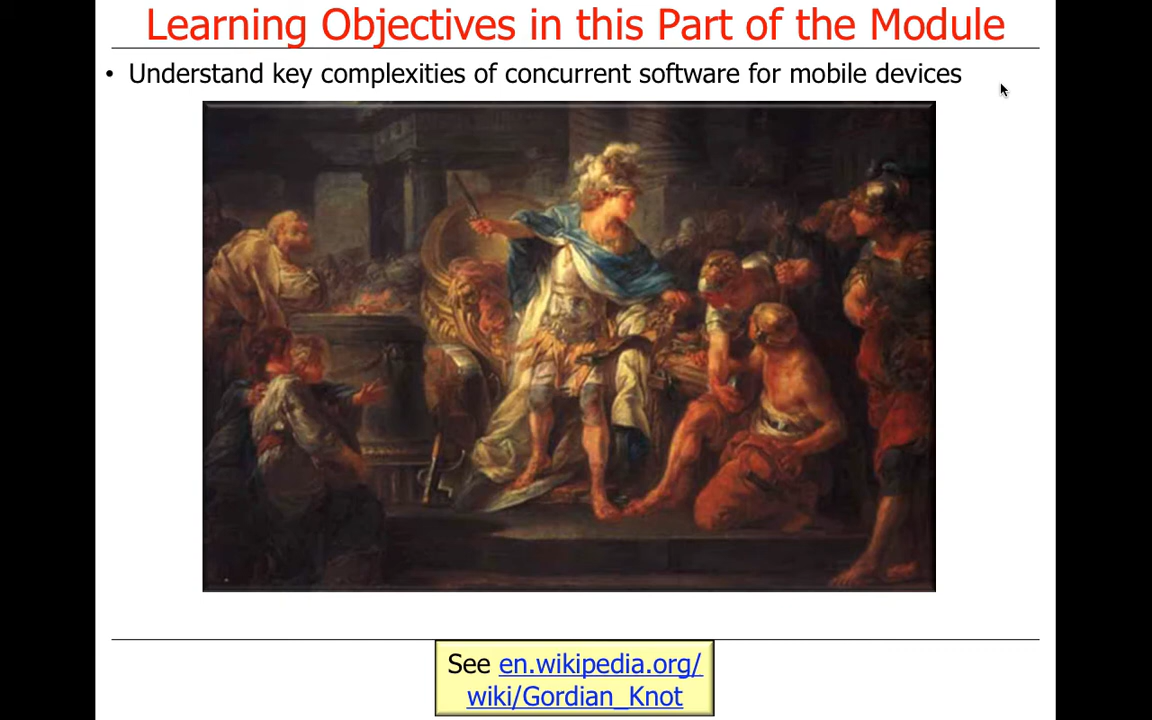 Learning Objectives in this Part of the Module
• Understand key complexities of concurrent software for mobile devices
See en.wikipedia.org/
wiki/Gordian_Knot